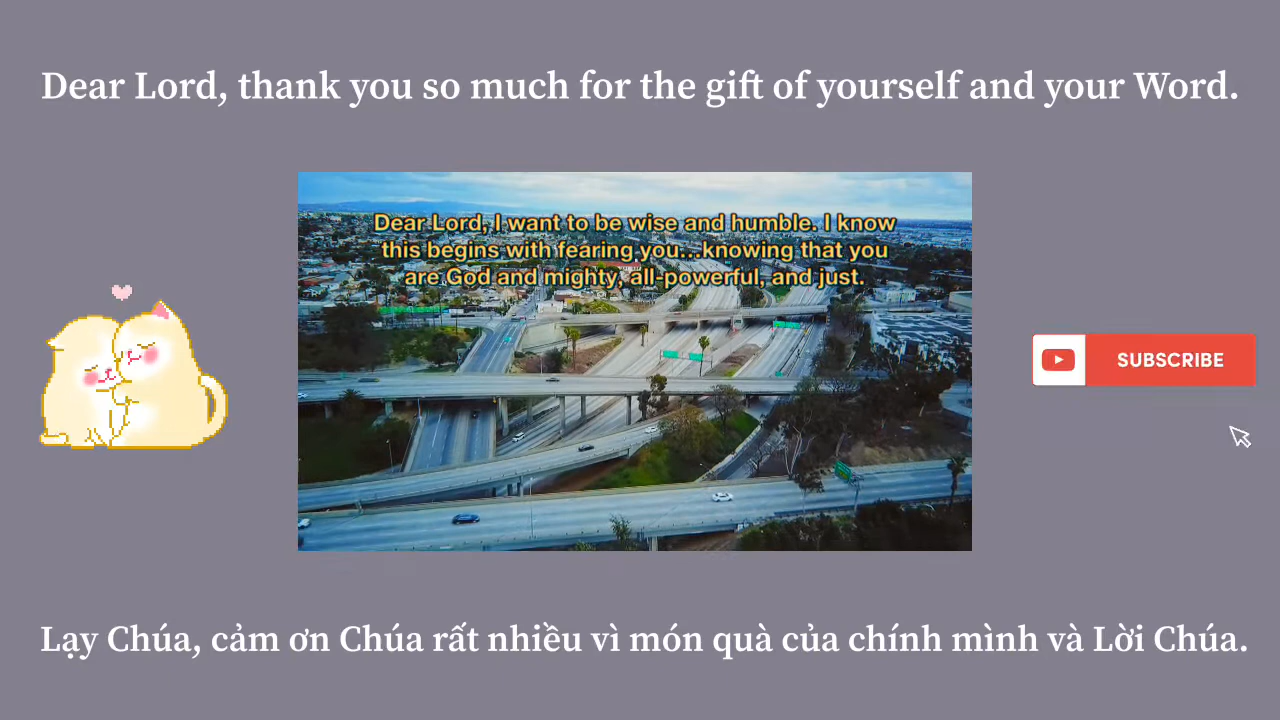 Dear Lord, thank you so much for the gift of yourself and your Word.
Dear Lord, I want to be wise and humble. I know
this begins with fearing you...knowing that you
are God and mighty, all-powerful, and just.
SUBSCRIBE
Lạy Chúa, cảm ơn Chúa rất nhiều vì món quà của chính mình và Lời Chúa.